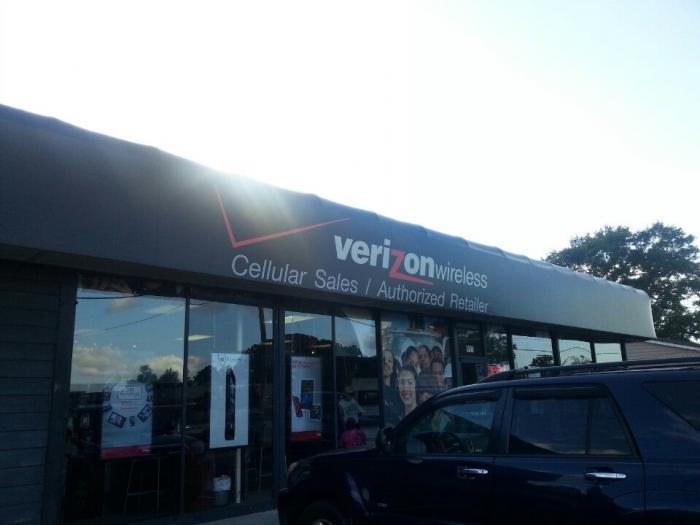 verizonwireless
Cellular Sales / Authorized Retailer